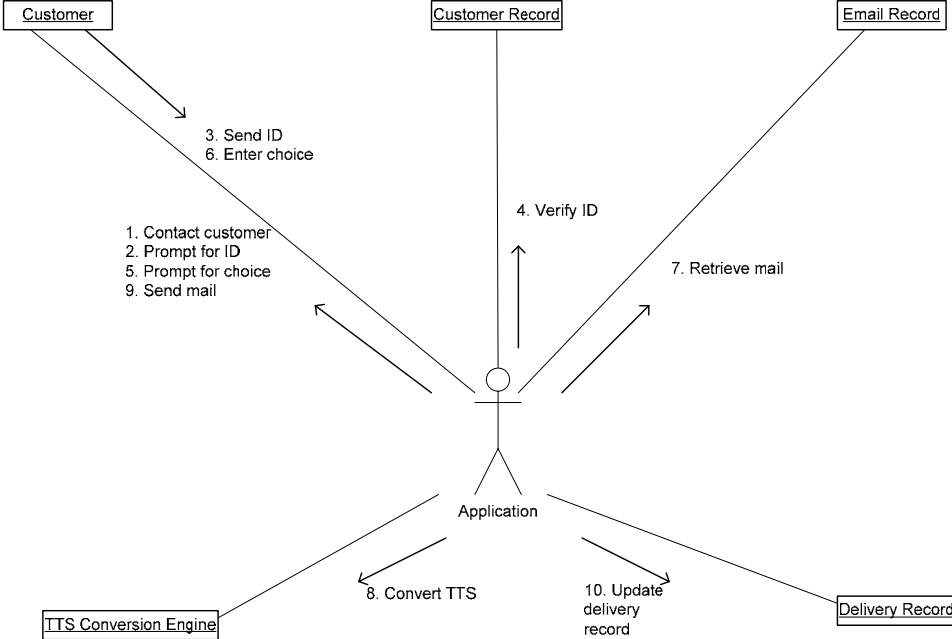 Customer
Customer Record
Email Record
3. Send ID
6. Enter choice
4. Verify ID
1. Contact customer
2. Prompt for ID
5. Prompt for choice
9. Send mail
7. Retrieve mail
Application
8. Convert TTS
10. Update
delivery
record
TTS Conversion Engine
Delivery Record